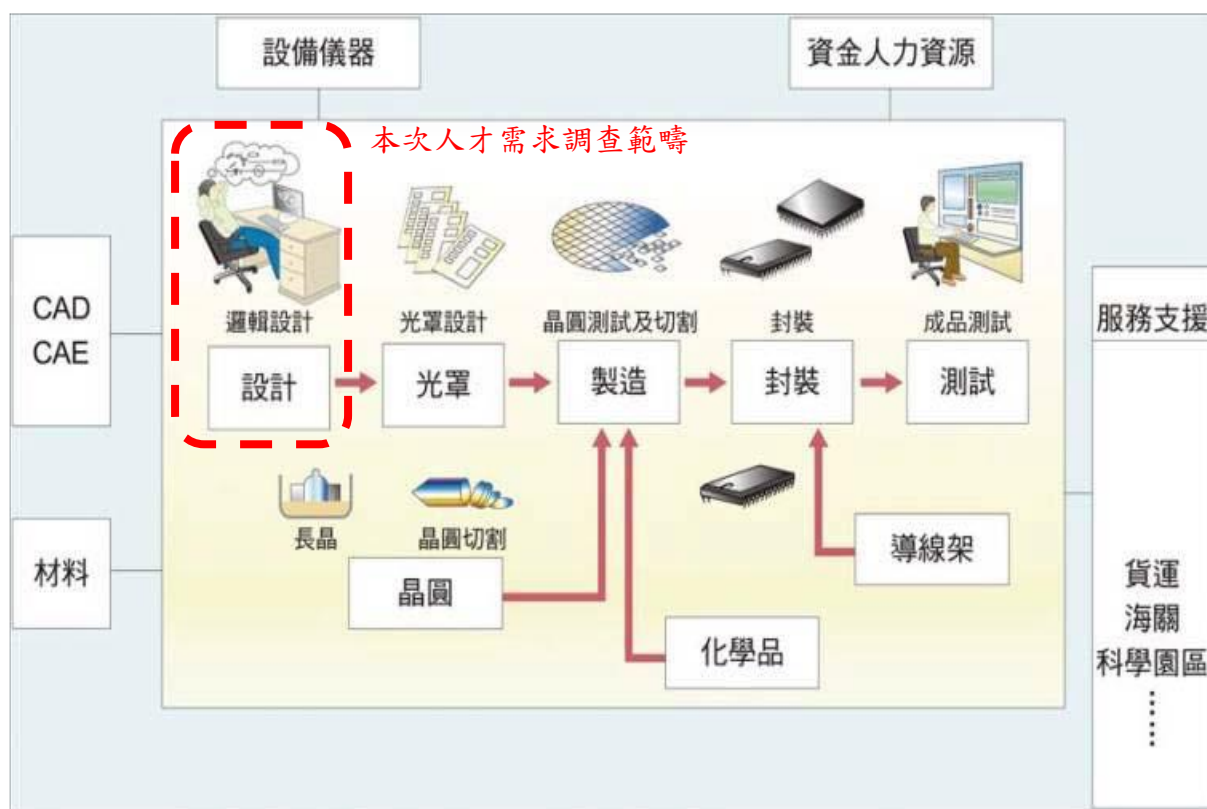 設備儀器
資金人力資源
本次人才需求調查範疇
CAD
CAE
邏輯設計
光罩設計
晶圓測試及切割
封裝
成品測試
服務支援
設計
光罩
製造
封裝
測試
長晶
晶圓切割
導線架
材料
晶圓
化學品
貨運
海關
科學園區
……